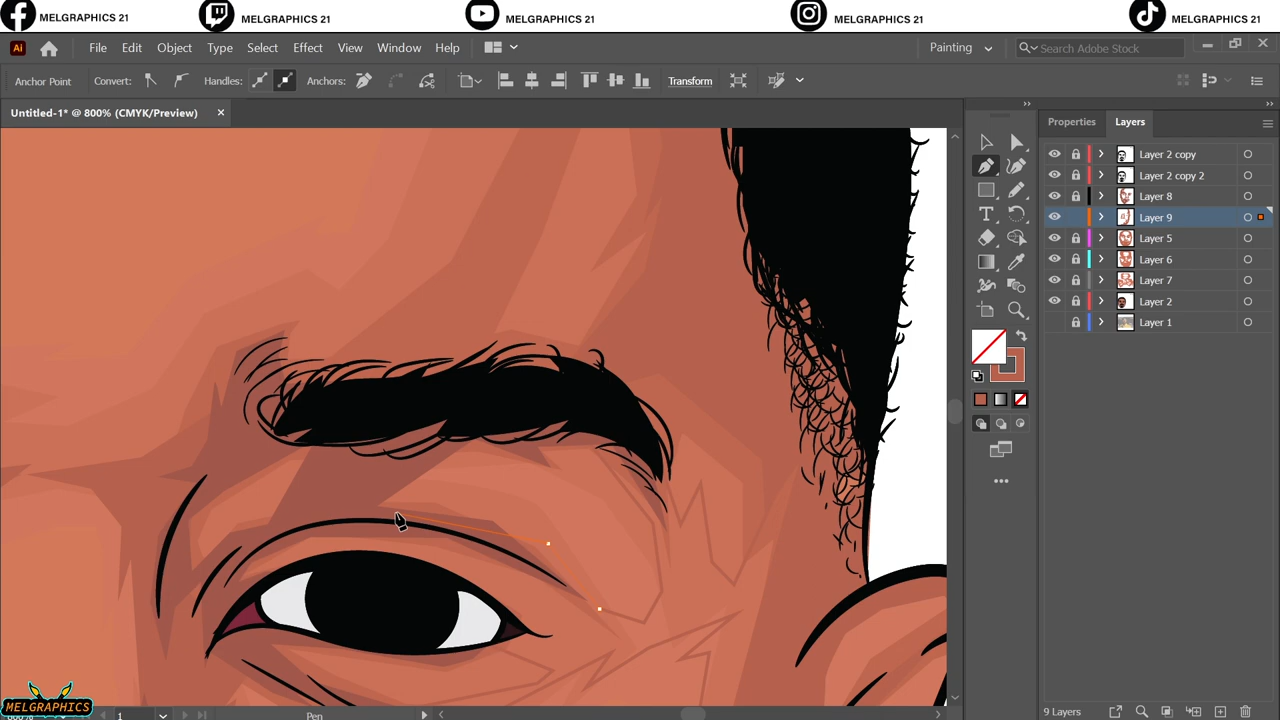 MELGRAPHICS 21 MELGRAPHICS 21 MELGRAPHICS 21 MELGRAPHICS 21 MELGRAPHICS 21
Ai File Edit Object Type Select Effect View Window Help Painting Search Adobe Stock
Anchor Point Convert: Handles: Anchors: Transform
Untitled-1* @ 800% (CMYK/Preview)
Properties Layers
Layer 2 copy
Layer 2 copy 2
Layer 8
Layer 9
Layer 5
Layer 6
Layer 7
Layer 2
Layer 1
MELGRAPHICS
1 Pen 9 Layers